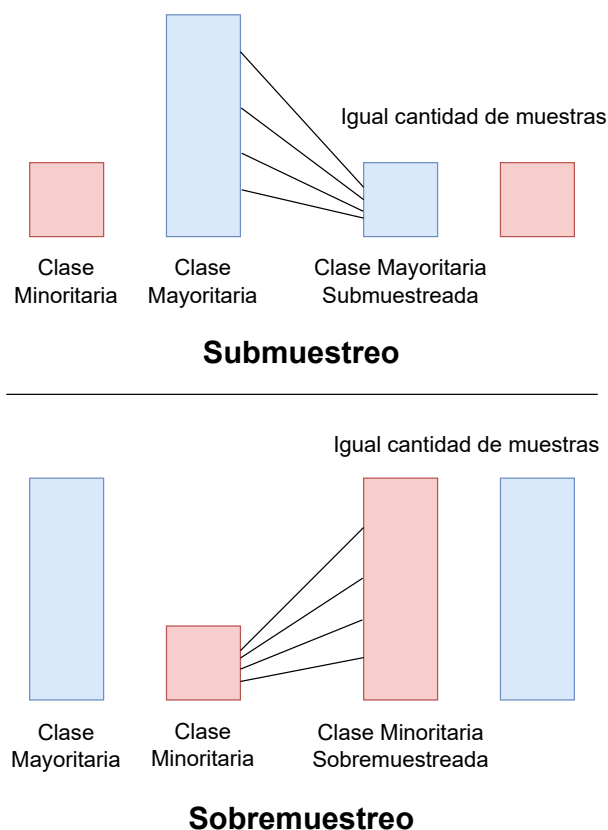 Igual cantidad de muestras
Clase
Minoritaria
Clase
Mayoritaria
Clase Mayoritaria
Submuestreada
Submuestreo
Igual cantidad de muestras
Clase
Mayoritaria
Clase
Minoritaria
Clase Minoritaria
Sobremuestreada
Sobremuestreo